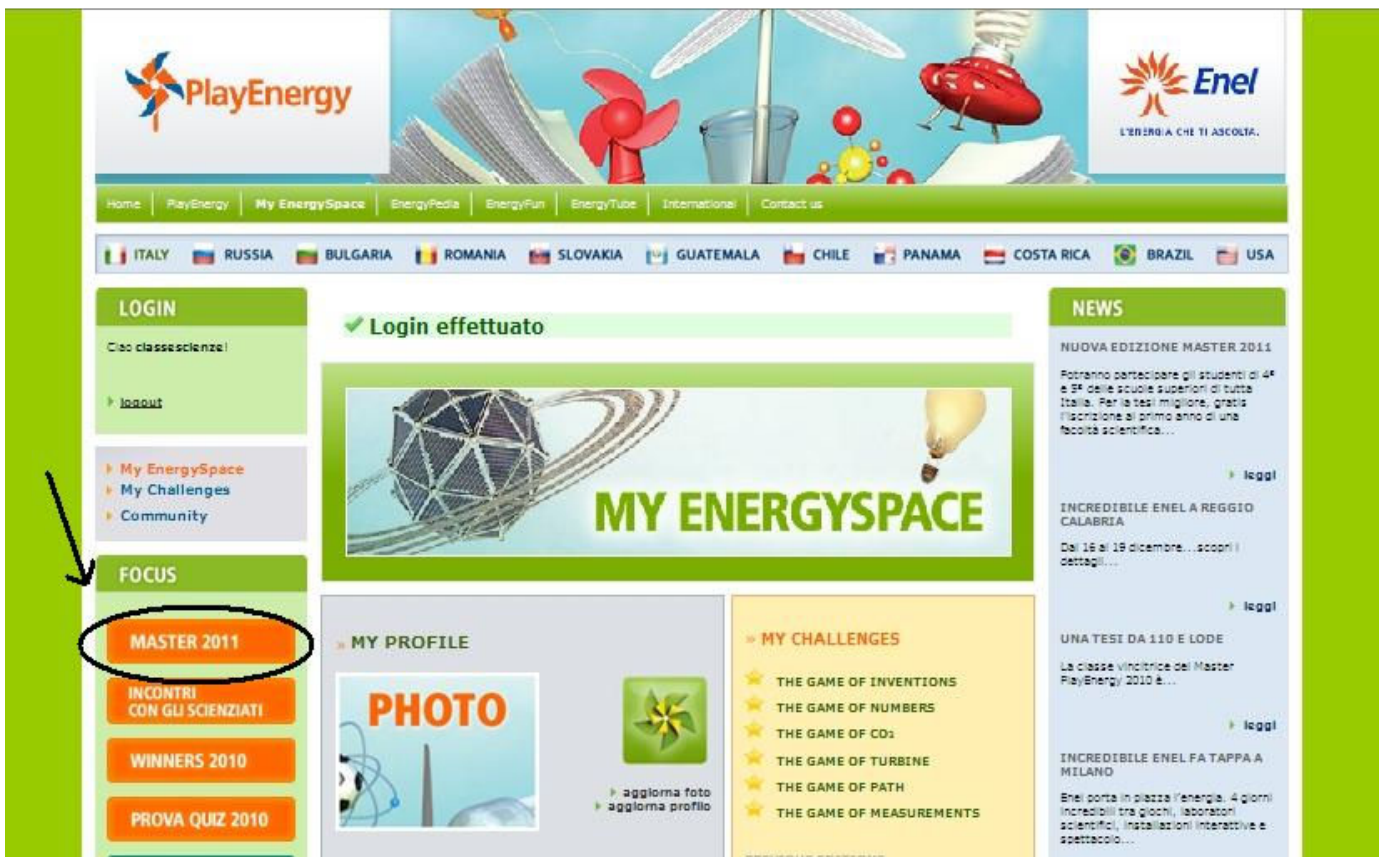 PlayEnergy
Enel
L'ENERGIA CHE TI ASCOLTA.
Home | PlayEnergy | My EnergySpace | EnergyPedia | EnergyFun | EnergyTube | International | Contact us
ITALY RUSSIA BULGARIA ROMANIA SLOVAKIA GUATEMALA CHILE PANAMA COSTA RICA BRAZIL USA
LOGIN
Ciao classescienze!
logout
My EnergySpace
My Challenges
Community
FOCUS
MASTER 2011
INCONTRI
CON GLI SCIENZIATI
WINNERS 2010
PROVA QUIZ 2010
Login effettuato
MY ENERGYSPACE
» MY PROFILE
PHOTO
aggiorna foto
aggiorna profilo
» MY CHALLENGES
THE GAME OF INVENTIONS
THE GAME OF NUMBERS
THE GAME OF CO2
THE GAME OF TURBINE
THE GAME OF PATH
THE GAME OF MEASUREMENTS
NEWS
NUOVA EDIZIONE MASTER 2011
Potranno partecipare gli studenti di 4ª
e 5ª delle scuole superiori di tutta
Italia. Per la tesi migliore, gratis
l'iscrizione al primo anno di una
facoltà scientifica...
leggi
INCREDIBILE ENEL A REGGIO
CALABRIA
Dal 16 al 19 dicembre...scopri i
dettagli...
leggi
UNA TESI DA 110 E LODE
La classe vincitrice del Master
PlayEnergy 2010 è...
leggi
INCREDIBILE ENEL FA TAPPA A
MILANO
Enel porta in piazza l'energia. 4 giorni
incredibili tra giochi, laboratori
scientifici, installazioni interattive e
spettacolo...